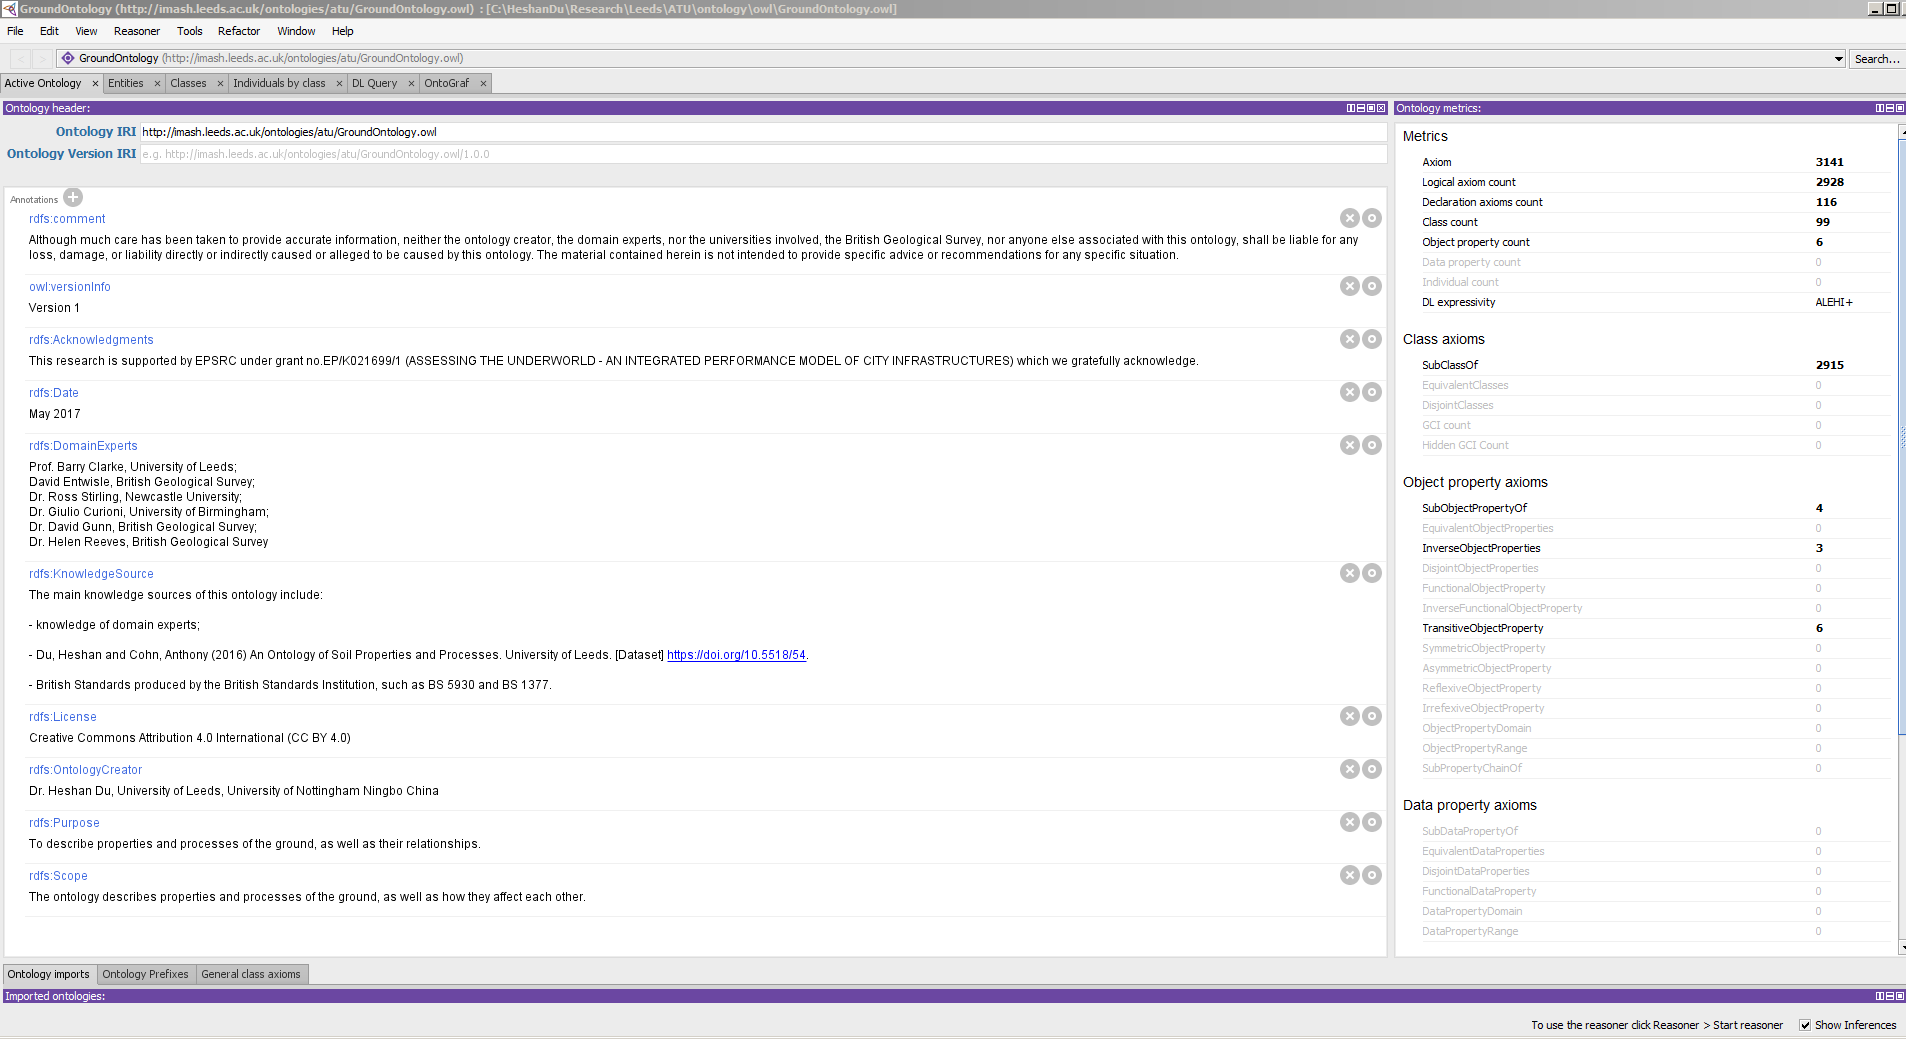 GroundOntology (http://imash.leeds.ac.uk/ontologies/atu/GroundOntology.owl) : [C:\HeshanDu\Research\Leeds\ATU\ontology\owl\GroundOntology.owl]
File Edit View Reasoner Tools Refactor Window Help
< > GroundOntology (http://imash.leeds.ac.uk/ontologies/atu/GroundOntology.owl) Search...
Active Ontology × Entities × Classes × Individuals by class × DL Query × OntoGraf ×
Ontology header:
Ontology IRI http://imash.leeds.ac.uk/ontologies/atu/GroundOntology.owl
Ontology Version IRI e.g. http://imash.leeds.ac.uk/ontologies/atu/GroundOntology.owl/1.0.0
Annotations
rdfs:comment
Although much care has been taken to provide accurate information, neither the ontology creator, the domain experts, nor the universities involved, the British Geological Survey, nor anyone else associated with this ontology, shall be liable for any
loss, damage, or liability directly or indirectly caused or alleged to be caused by this ontology. The material contained herein is not intended to provide specific advice or recommendations for any specific situation.
owl:versionInfo
Version 1
rdfs:Acknowledgments
This research is supported by EPSRC under grant no.EP/K021699/1 (ASSESSING THE UNDERWORLD - AN INTEGRATED PERFORMANCE MODEL OF CITY INFRASTRUCTURES) which we gratefully acknowledge.
rdfs:Date
May 2017
rdfs:DomainExperts
Prof. Barry Clarke, University of Leeds;
David Entwisle, British Geological Survey;
Dr. Ross Stirling, Newcastle University;
Dr. Giulio Curioni, University of Birmingham;
Dr. David Gunn, British Geological Survey;
Dr. Helen Reeves, British Geological Survey
rdfs:KnowledgeSource
The main knowledge sources of this ontology include:
- knowledge of domain experts;
- Du, Heshan and Cohn, Anthony (2016) An Ontology of Soil Properties and Processes. University of Leeds. [Dataset] https://doi.org/10.5518/54.
- British Standards produced by the British Standards Institution, such as BS 5930 and BS 1377.
rdfs:License
Creative Commons Attribution 4.0 International (CC BY 4.0)
rdfs:OntologyCreator
Dr. Heshan Du, University of Leeds, University of Nottingham Ningbo China
rdfs:Purpose
To describe properties and processes of the ground, as well as their relationships.
rdfs:Scope
The ontology describes properties and processes of the ground, as well as how they affect each other.
Ontology metrics:
Metrics
Axiom 3141
Logical axiom count 2928
Declaration axioms count 116
Class count 99
Object property count 6
Data property count 0
Individual count 0
DL expressivity ALEHI+
Class axioms
SubClassOf 2915
EquivalentClasses 0
DisjointClasses 0
GCI count 0
Hidden GCI Count 0
Object property axioms
SubObjectPropertyOf 4
EquivalentObjectProperties 0
InverseObjectProperties 3
DisjointObjectProperties 0
FunctionalObjectProperty 0
InverseFunctionalObjectProperty 0
TransitiveObjectProperty 6
SymmetricObjectProperty 0
AsymmetricObjectProperty 0
ReflexiveObjectProperty 0
IrrefexiveObjectProperty 0
ObjectPropertyDomain 0
ObjectPropertyRange 0
SubPropertyChainOf 0
Data property axioms
SubDataPropertyOf 0
EquivalentDataProperties 0
DisjointDataProperties 0
FunctionalDataProperty 0
DataPropertyDomain 0
DataPropertyRange 0
Ontology imports Ontology Prefixes General class axioms
Imported ontologies:
To use the reasoner click Reasoner > Start reasoner Show Inferences